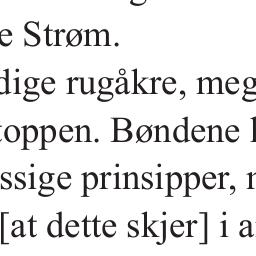 e Strøm.
dige rugåkre, meg
toppen. Bøndene
ssige prinsipper,
[at dette skjer] i a